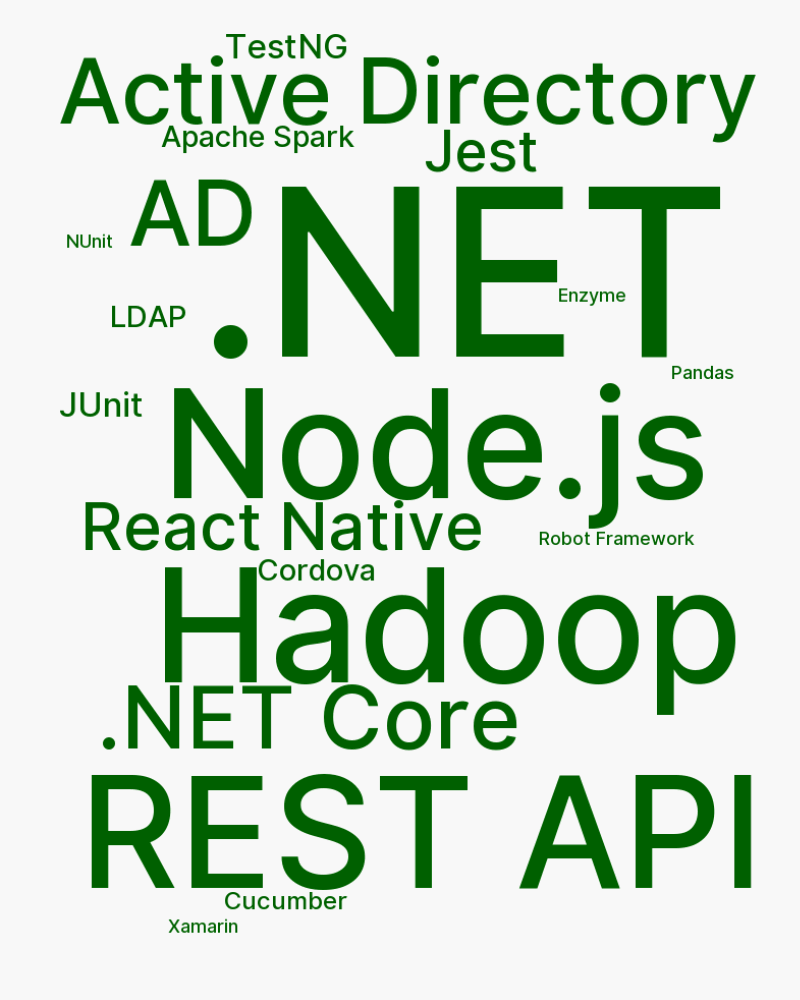 TestNG
Active Directory
Apache Spark
Jest
AD
.NET
NUnit
Enzyme
LDAP
Pandas
JUnit
Node.js
React Native
Robot Framework
Cordova
Hadoop
.NET Core
REST API
Cucumber
Xamarin